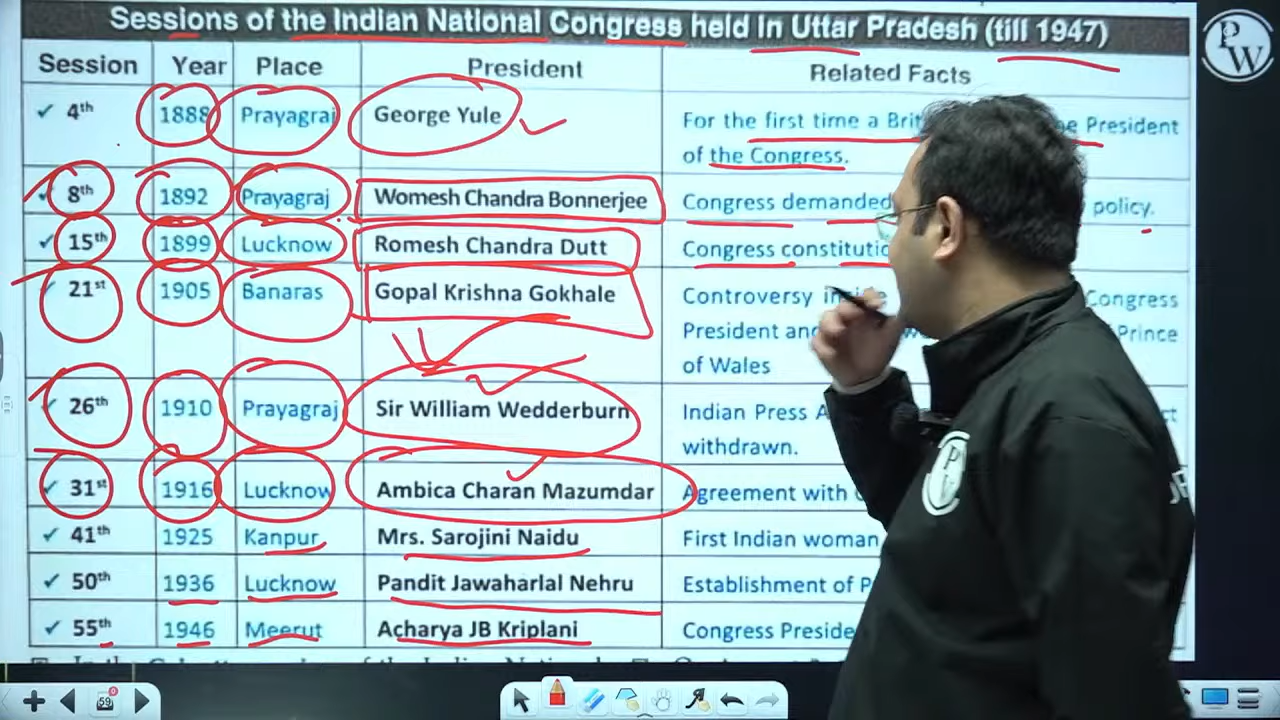 Sessions of the Indian National Congress held in Uttar Pradesh (till 1947)
Session Year Place President Related Facts
4th 1888 Prayagraj George Yule For the first time a Brit President
of the Congress.
8th 1892 Prayagraj Womesh Chandra Bonnerjee Congress demanded policy.
15th 1899 Lucknow Romesh Chandra Dutt Congress
21st 1905 Banaras Gopal Krishna Gokhale Controversy Congress
President Prince
of Wales
26th 1910 Prayagraj Sir William Wedderburn Indian Press
withdrawn.
31st 1916 Lucknow Ambica Charan Mazumdar Agreement with
41th 1925 Kanpur Mrs. Sarojini Naidu First Indian woman
50th 1936 Lucknow Pandit Jawaharlal Nehru Establishment of P
55th 1946 Meerut Acharya JB Kriplani Congress
PW
59